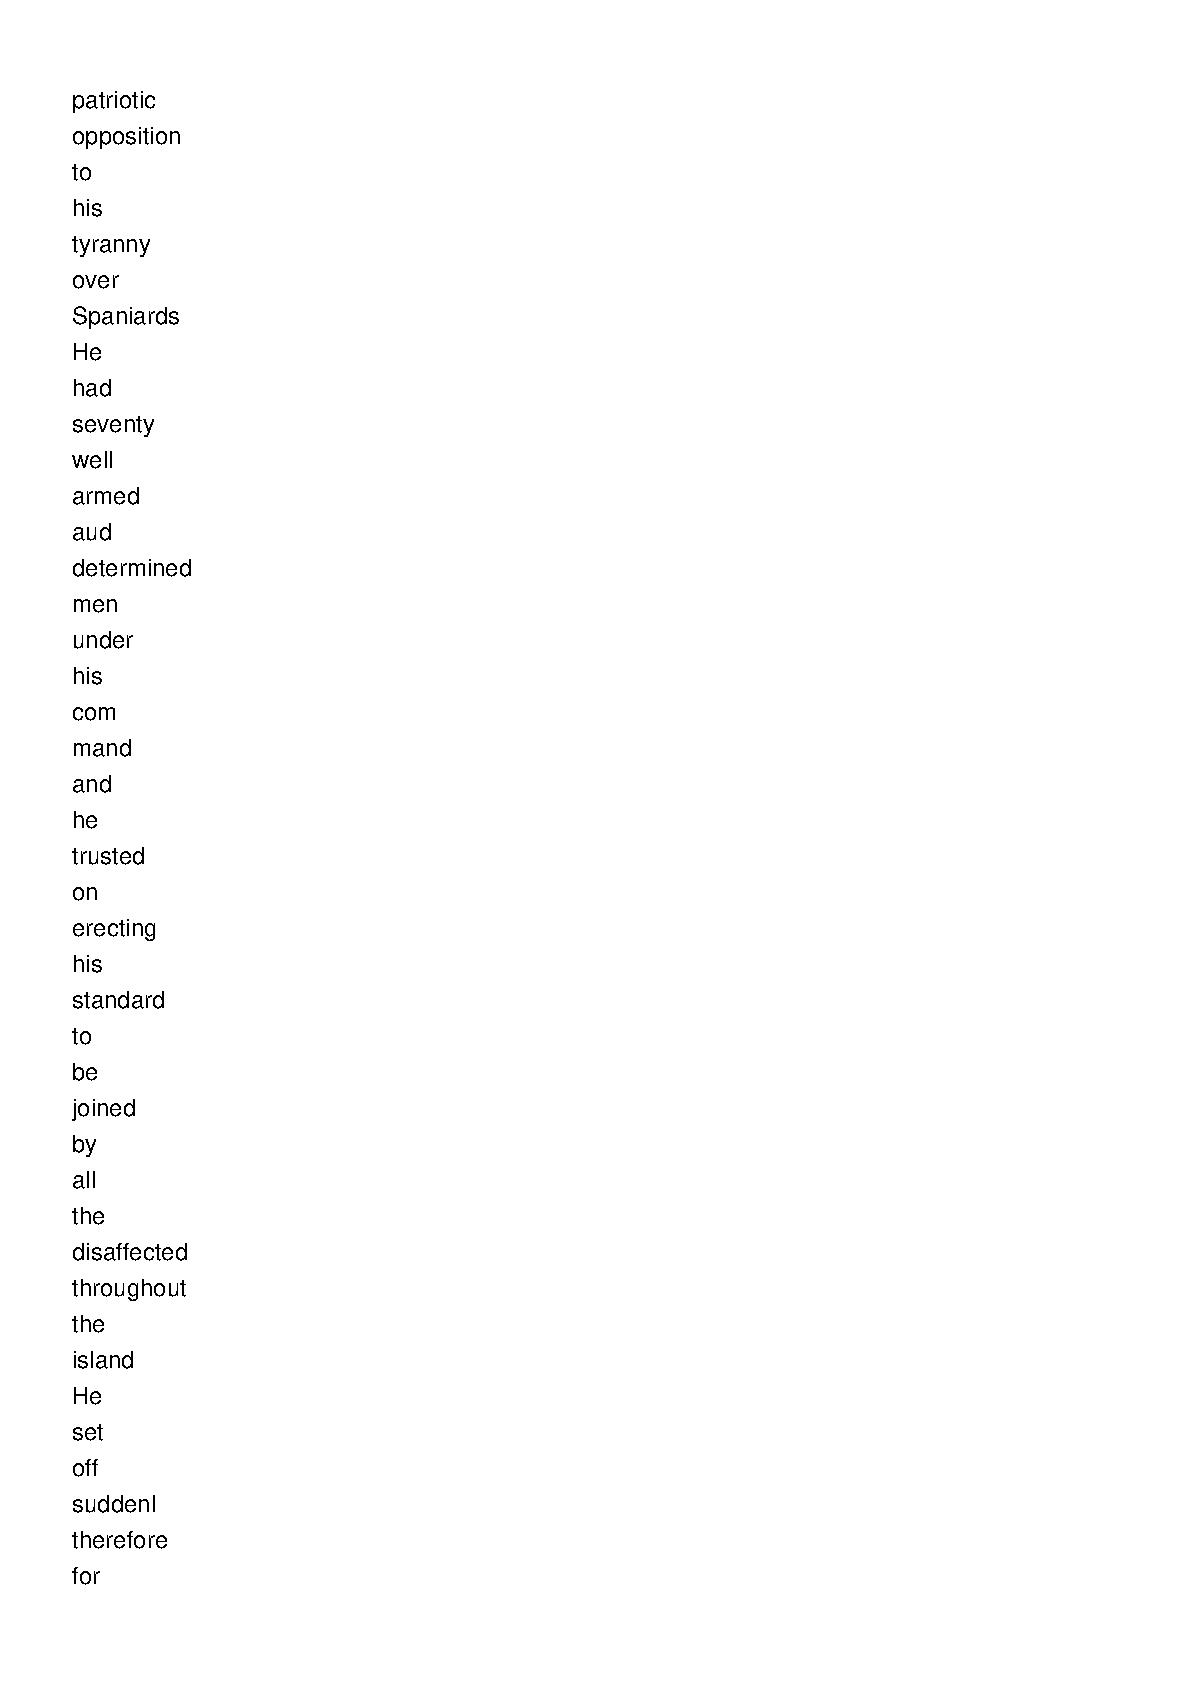 patriotic
opposition
to
his
tyranny
over
Spaniards
He
had
seventy
well
armed
aud
determined
men
under
his
com
mand
and
he
trusted
on
erecting
his
standard
to
be
joined
by
all
the
disaffected
throughout
the
island
He
set
off
suddenl
therefore
for